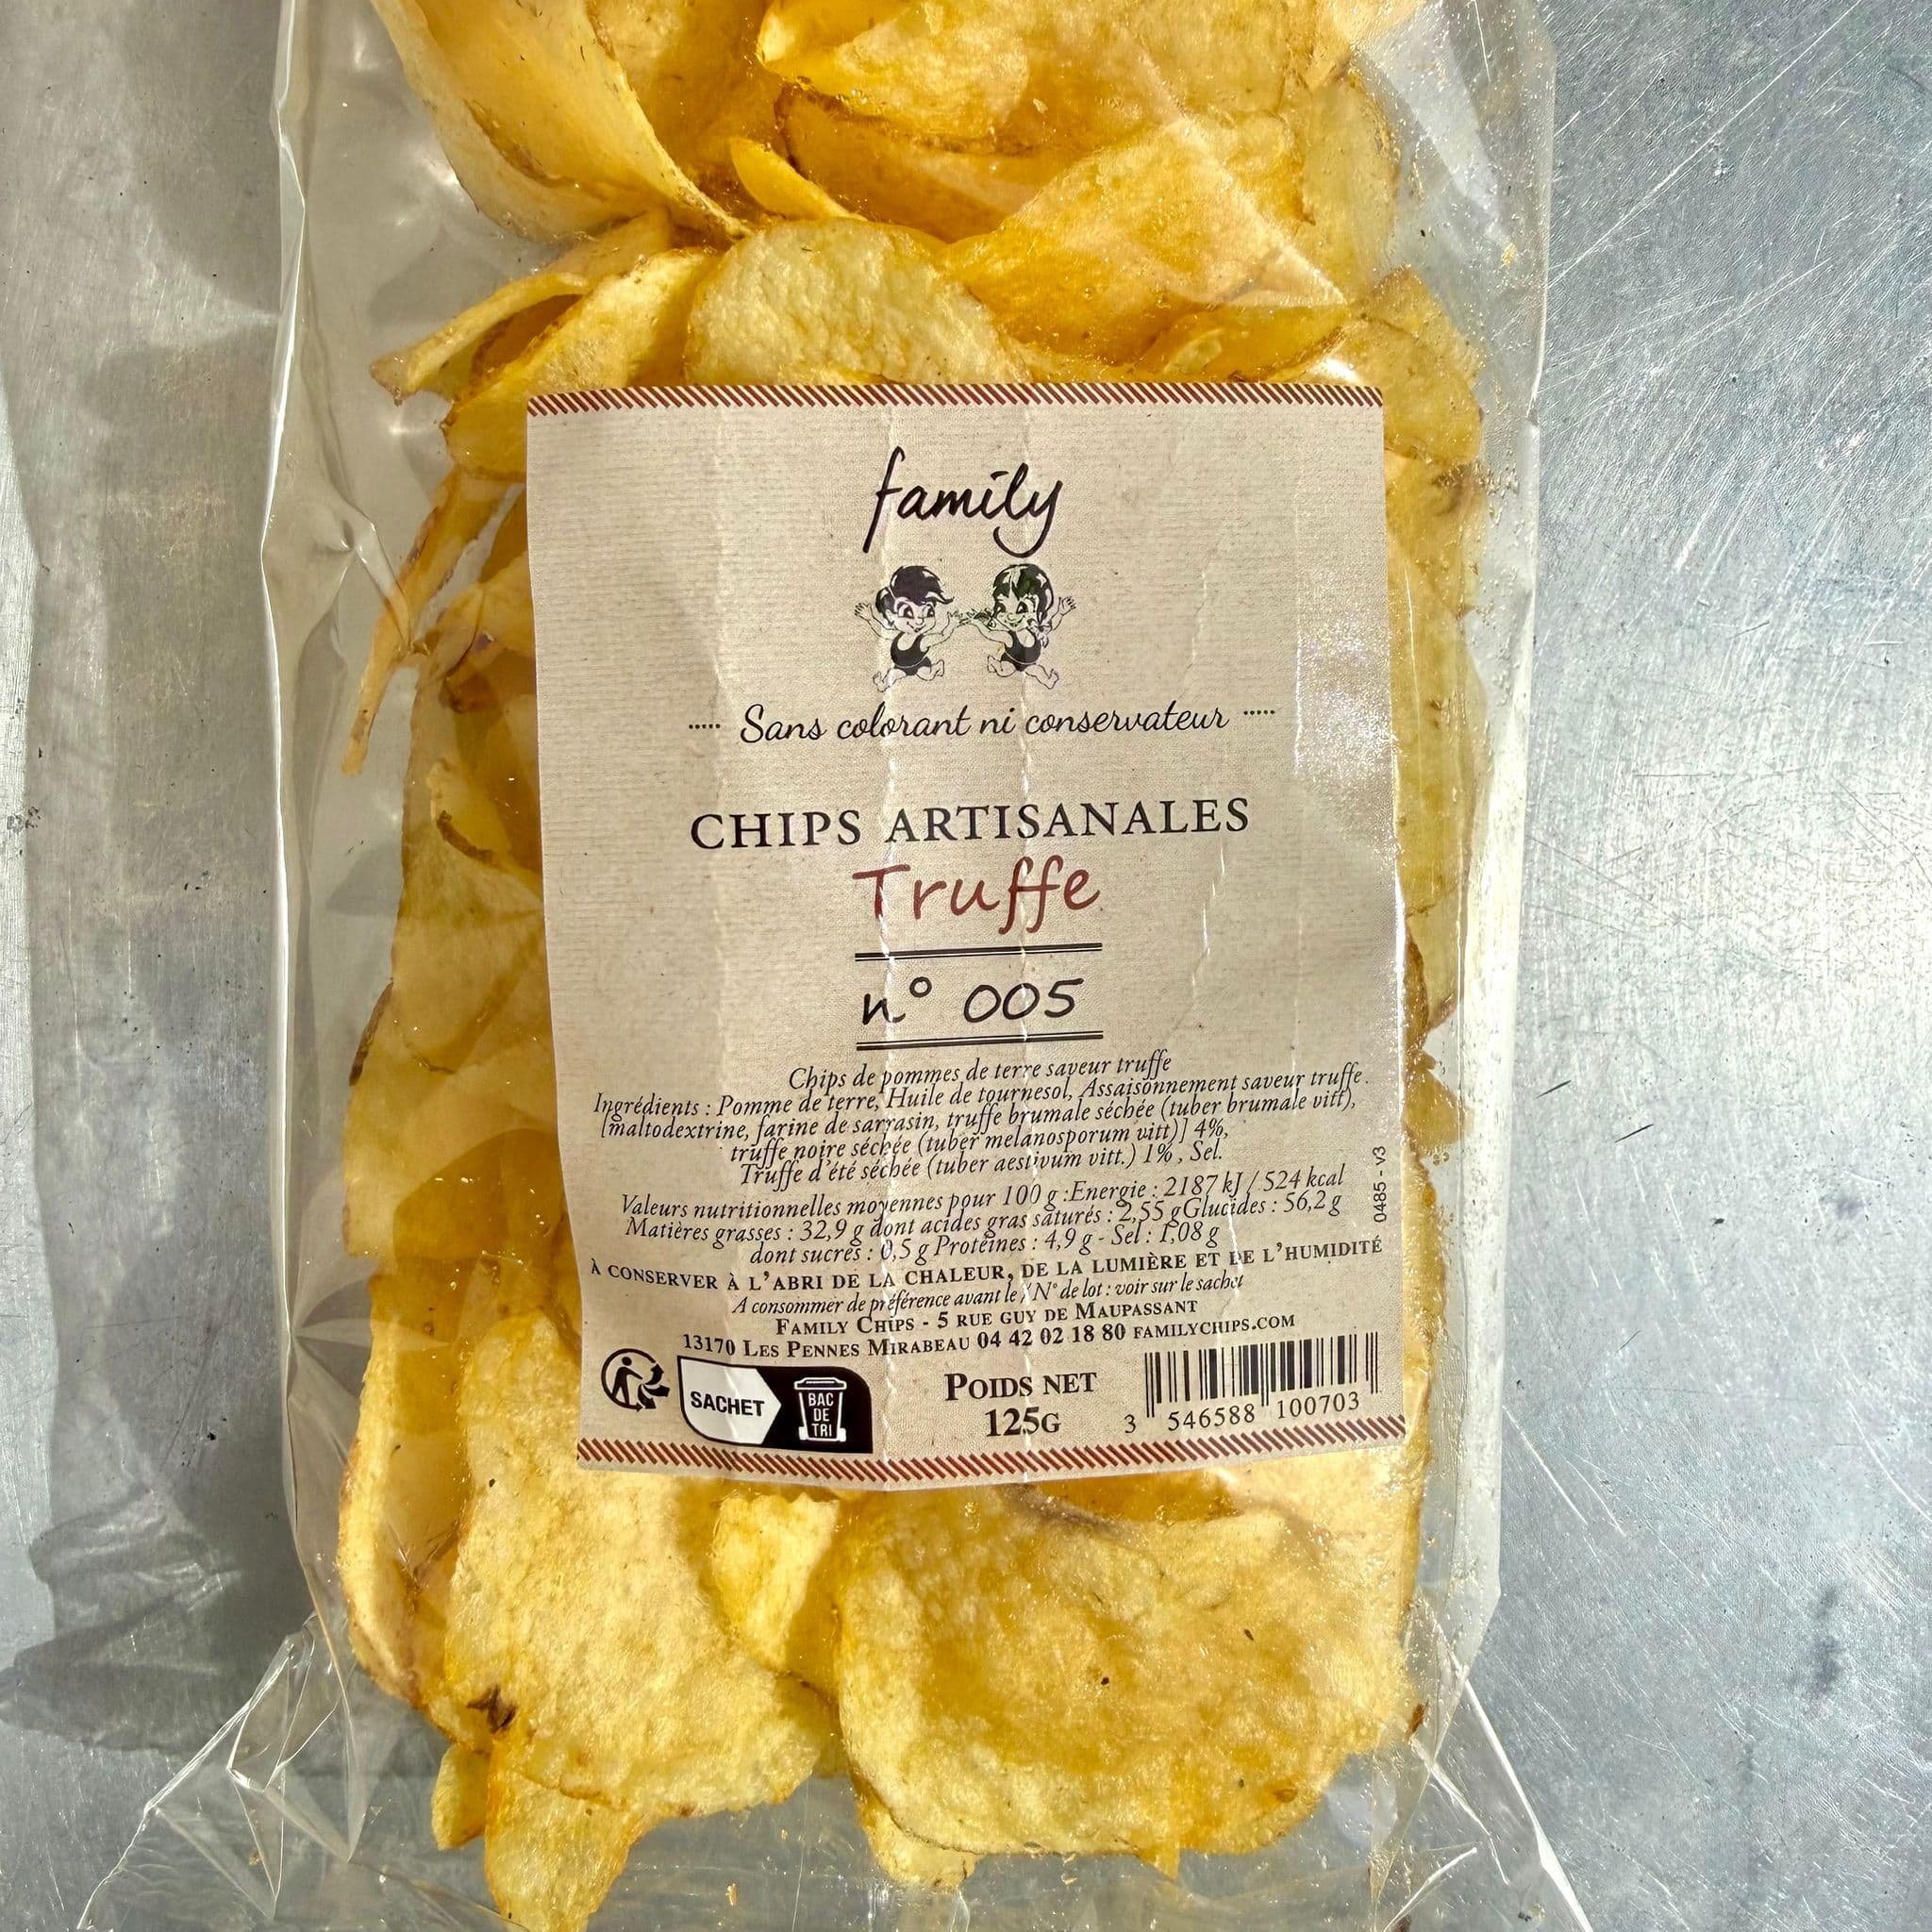 family
Sans colorant ni conservateur
CHIPS ARTISANALES
Truffe
n° 005
Chips de pommes de terre saveur truffe
Ingrédients : Pomme de terre, Huile de tournesol, Assaisonnement saveur truffe
[maltodextrine, farine de sarrasin, truffe brumale séchée (tuber brumale vitt),
truffe noire séchée (tuber melanosporum vitt)] 4%,
Truffe d'été séchée (tuber aestivum vitt.) 1% , Sel.
Valeurs nutritionnelles moyennes pour 100 g :Energie : 2187 kJ / 524 kcal
Matières grasses : 32,9 g dont acides gras saturés : 2,55 gGlucides : 56,2 g
dont sucres : 0,5 g Protéines : 4,9 g - Sel : 1,08 g
À CONSERVER À L'ABRI DE LA CHALEUR, DE LA LUMIÈRE ET DE L'HUMIDITÉ
A consommer de préférence avant le / N° de lot : voir sur le sachet
FAMILY CHIPS - 5 RUE GUY DE MAUPASSANT
13170 LES PENNES MIRABEAU 04 42 02 18 80 FAMILYCHIPS.COM
0485 - v3
SACHET
BAC
DE
TRI
POIDS NET
125G
3 546588 100703